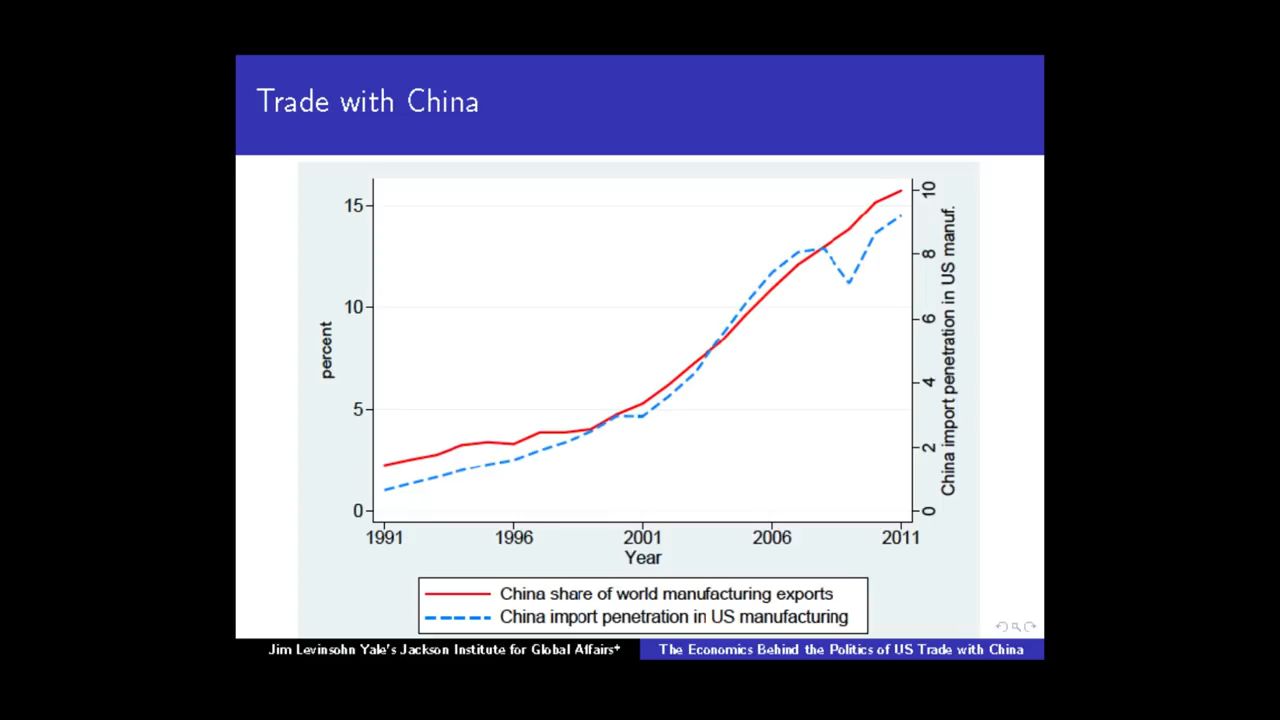 Trade with China
15
10
5
0
percent
10
8
6
4
2
0
China import penetration in US manuf.
1991
1996
2001
2006
2011
Year
China share of world manufacturing exports
China import penetration in US manufacturing
Jim Levinsohn Yale's Jackson Institute for Global Affairs*
The Economics Behind the Politics of US Trade with China